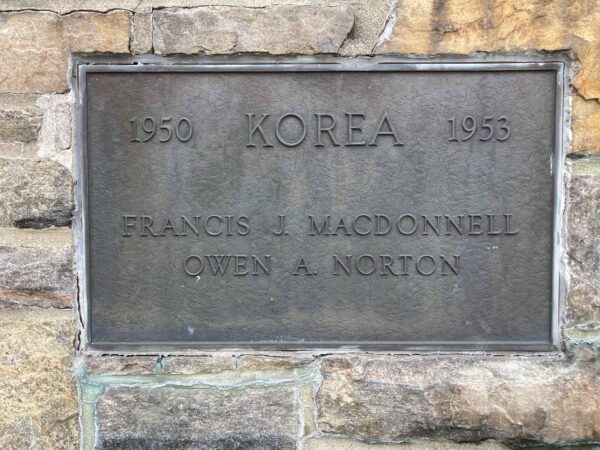 1950 KOREA 1953
FRANCIS J. MACDONNELL
OWEN A. NORTON